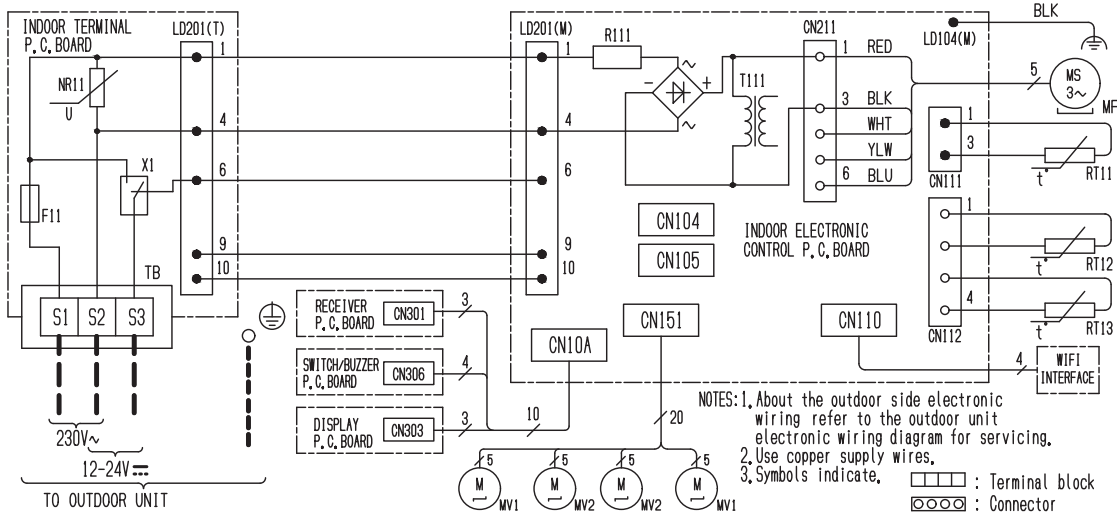 INDOOR TERMINAL
P.C.BOARD
LD201(T)
NR11
U
X1
F11
1
4
6
9
10
TB
S1 S2 S3
230V~
12-24V
TO OUTDOOR UNIT
LD201(M)
1
4
6
9
10
R111
~
-
+
~
T111
CN211
1 RED
3 BLK
WHT
YLW
6 BLU
LD104(M)
BLK
5
MS
3~
MF
CN111
1
3
t°
RT11
CN104
CN105
INDOOR ELECTRONIC
CONTROL P.C.BOARD
CN112
1
4
t°
RT12
t°
RT13
CN10A
CN151
CN110
4
WIFI
INTERFACE
RECEIVER
P.C.BOARD
CN301
3
SWITCH/BUZZER
P.C.BOARD
CN306
4
DISPLAY
P.C.BOARD
CN303
3
10
20
5
5
5
5
M
M
M
M
MV1
MV2
MV2
MV1
NOTES:1.About the outdoor side electronic
wiring refer to the outdoor unit
electronic wiring diagram for servicing.
2.Use copper supply wires.
3.Symbols indicate.
: Terminal block
: Connector